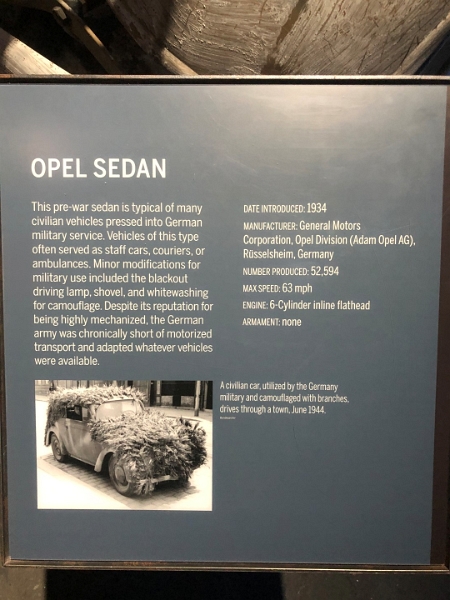 OPEL SEDAN
This pre-war sedan is typical of many
civilian vehicles pressed into German
military service. Vehicles of this type
often served as staff cars, couriers, or
ambulances. Minor modifications for
military use included the blackout
driving lamp, shovel, and whitewashing
for camouflage. Despite its reputation for
being highly mechanized, the German
army was chronically short of motorized
transport and adapted whatever vehicles
were available.
DATE INTRODUCED: 1934
MANUFACTURER: General Motors
Corporation, Opel Division (Adam Opel AG),
Rüsselsheim, Germany
NUMBER PRODUCED: 52,594
MAX SPEED: 63 mph
ENGINE: 6-Cylinder inline flathead
ARMAMENT: none
A civilian car, utilized by the Germany
military and camouflaged with branches,
drives through a town, June 1944.